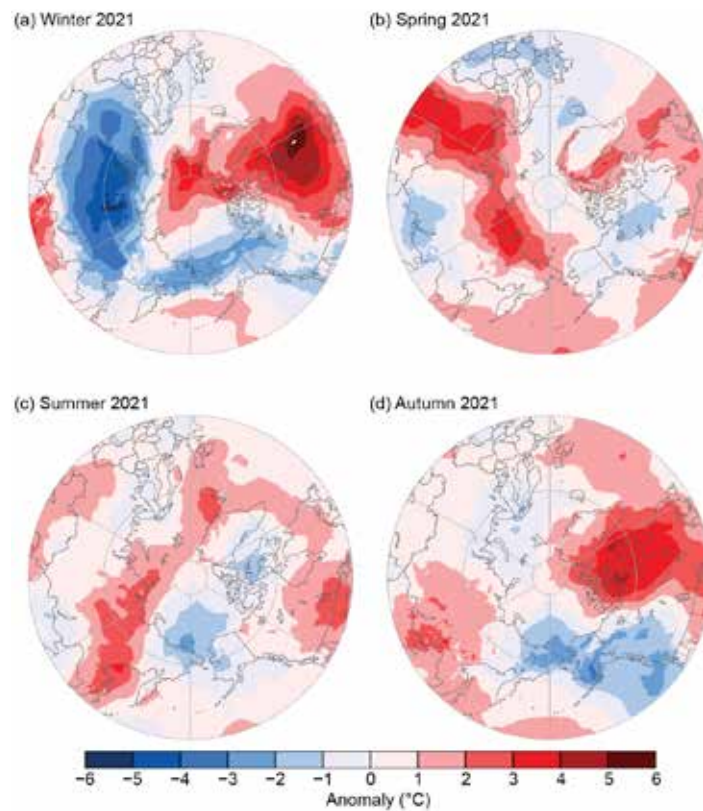 (a) Winter 2021
(b) Spring 2021
(c) Summer 2021
(d) Autumn 2021
−6 −5 −4 −3 −2 −1 0 1 2 3 4 5 6
Anomaly (°C)